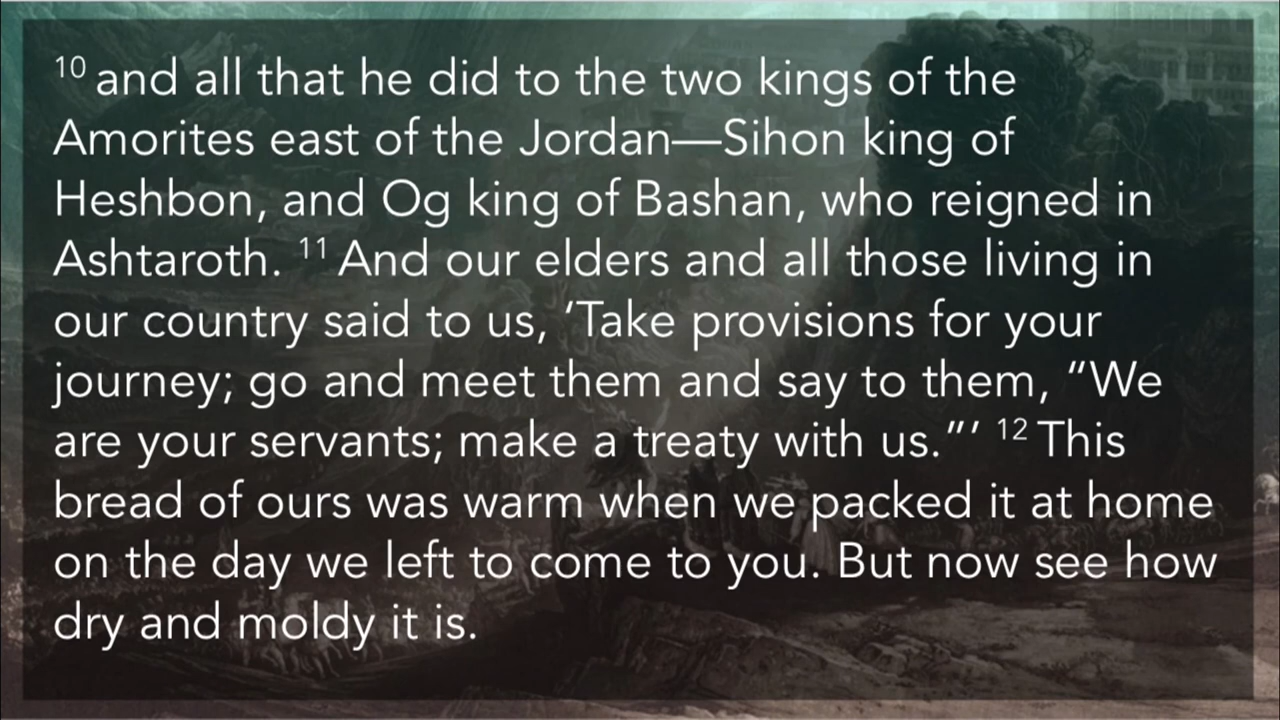 10 and all that he did to the two kings of the
Amorites east of the Jordan—Sihon king of
Heshbon, and Og king of Bashan, who reigned in
Ashtaroth. 11 And our elders and all those living in
our country said to us, ‘Take provisions for your
journey; go and meet them and say to them, “We
are your servants; make a treaty with us.”’ 12 This
bread of ours was warm when we packed it at home
on the day we left to come to you. But now see how
dry and moldy it is.